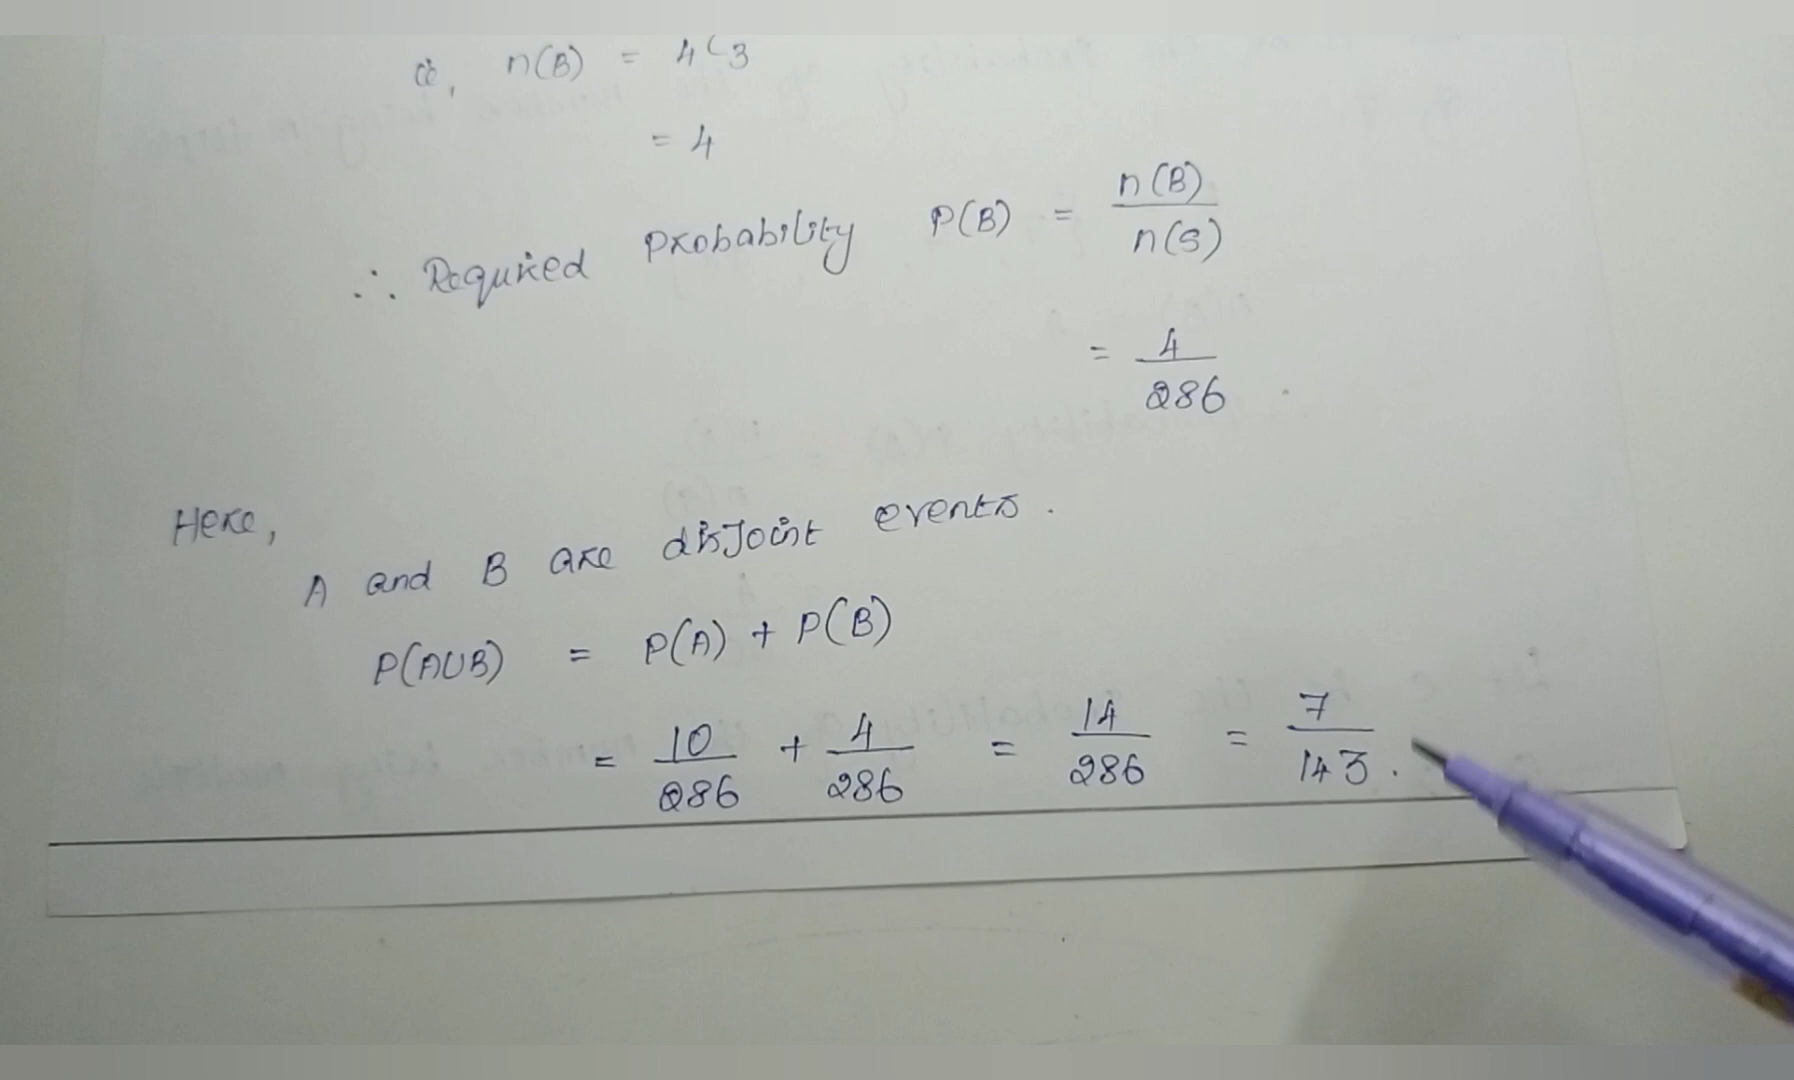 ie, n(B) = 4C3
= 4
∴ Required probability P(B) = n(B)/n(S)
= 4/286
Here,
A and B are disjoint events.
P(A∪B) = P(A) + P(B)
= 10/286 + 4/286 = 14/286 = 7/143.